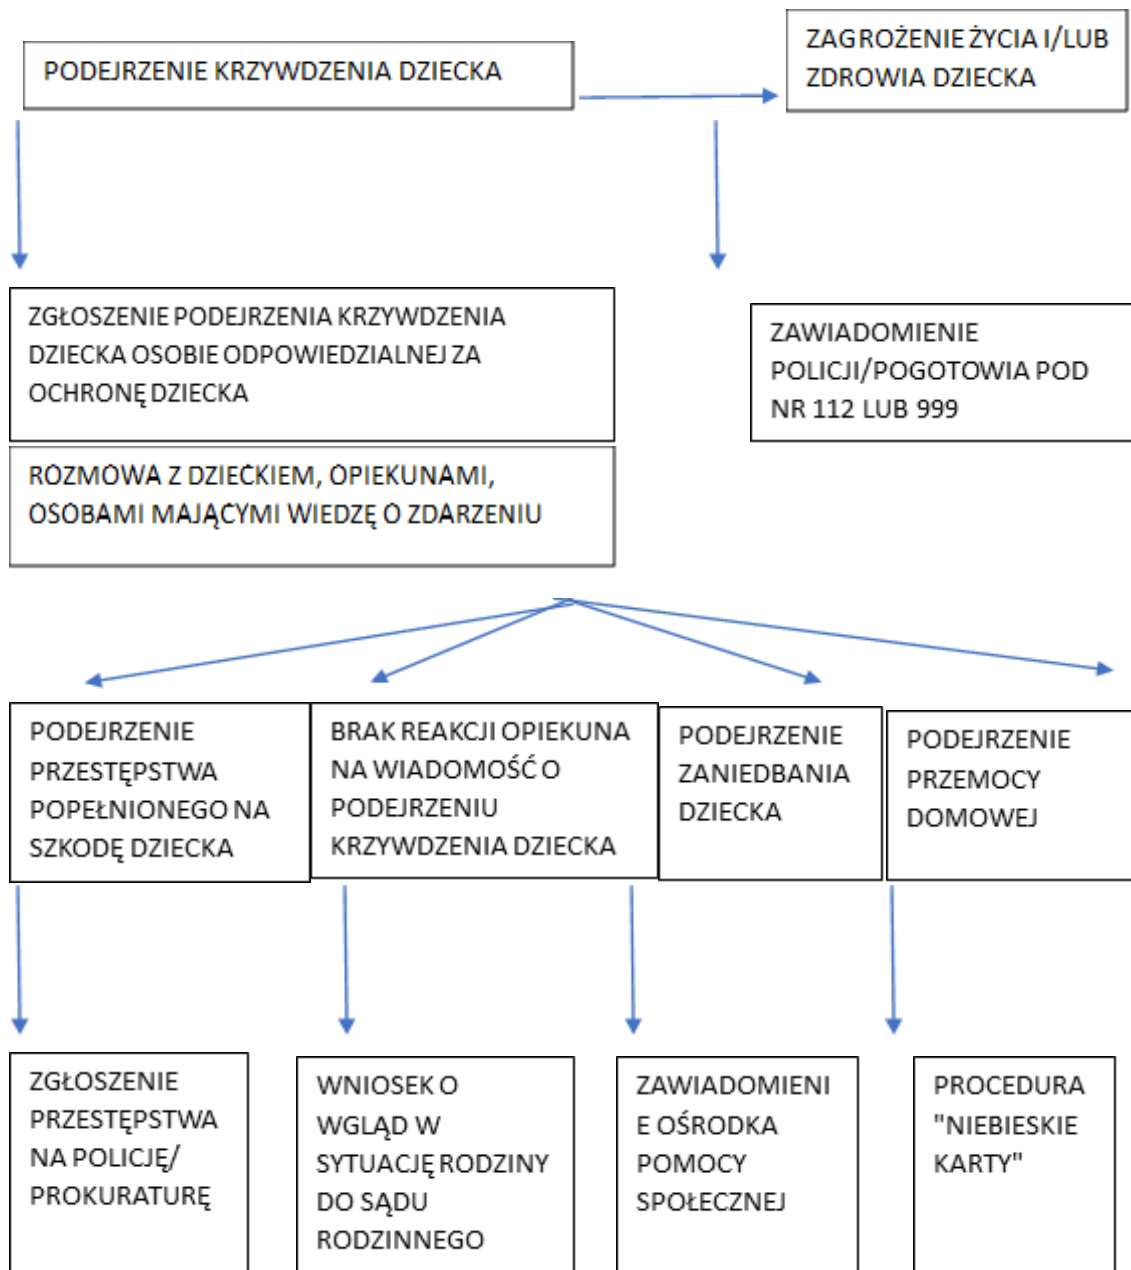 PODEJRZENIE KRZYWDZENIA DZIECKA
ZAGROŻENIE ŻYCIA I/LUB
ZDROWIA DZIECKA
ZGŁOSZENIE PODEJRZENIA KRZYWDZENIA
DZIECKA OSOBIE ODPOWIEDZIALNEJ ZA
OCHRONĘ DZIECKA
ZAWIADOMIENIE
POLICJI/POGOTOWIA POD
NR 112 LUB 999
ROZMOWA Z DZIECKIEM, OPIEKUNAMI,
OSOBAMI MAJĄCYMI WIEDZĘ O ZDARZENIU
PODEJRZENIE
PRZESTĘPSTWA
POPEŁNIONEGO NA
SZKODĘ DZIECKA
BRAK REAKCJI OPIEKUNA
NA WIADOMOŚĆ O
PODEJRZENIU
KRZYWDZENIA DZIECKA
PODEJRZENIE
ZANIEDBANIA
DZIECKA
PODEJRZENIE
PRZEMOCY
DOMOWEJ
ZGŁOSZENIE
PRZESTĘPSTWA
NA POLICJĘ/
PROKURATURĘ
WNIOSEK O
WGLĄD W
SYTUACJĘ RODZINY
DO SĄDU
RODZINNEGO
ZAWIADOMIENI
E OŚRODKA
POMOCY
SPOŁECZNEJ
PROCEDURA
"NIEBIESKIE
KARTY"